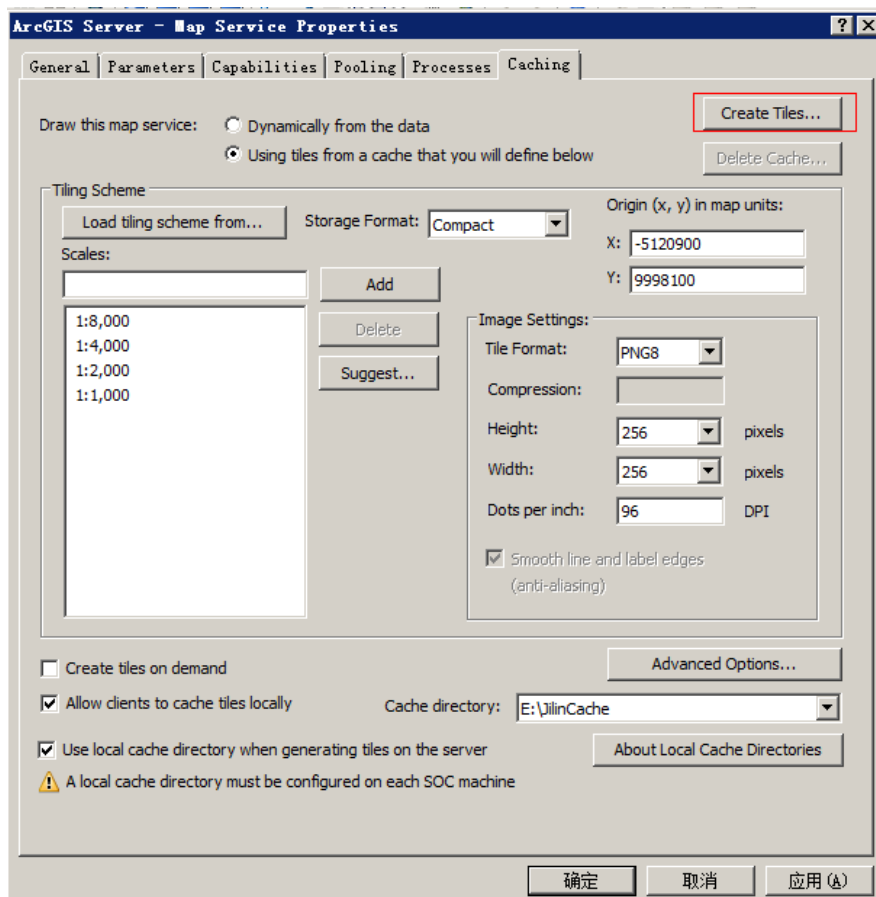 ArcGIS Server - Map Service Properties
General Parameters Capabilities Pooling Processes Caching
Draw this map service: Dynamically from the data
Using tiles from a cache that you will define below
Create Tiles...
Delete Cache...
Tiling Scheme
Load tiling scheme from...
Storage Format: Compact
Origin (x, y) in map units:
X: -5120900
Y: 9998100
Scales:
Add
Delete
Suggest...
1:8,000
1:4,000
1:2,000
1:1,000
Image Settings:
Tile Format: PNG8
Compression:
Height: 256 pixels
Width: 256 pixels
Dots per inch: 96 DPI
Smooth line and label edges
(anti-aliasing)
Create tiles on demand
Advanced Options...
Allow clients to cache tiles locally
Cache directory: E:\JilinCache
Use local cache directory when generating tiles on the server
About Local Cache Directories
A local cache directory must be configured on each SOC machine
确定 取消 应用(A)